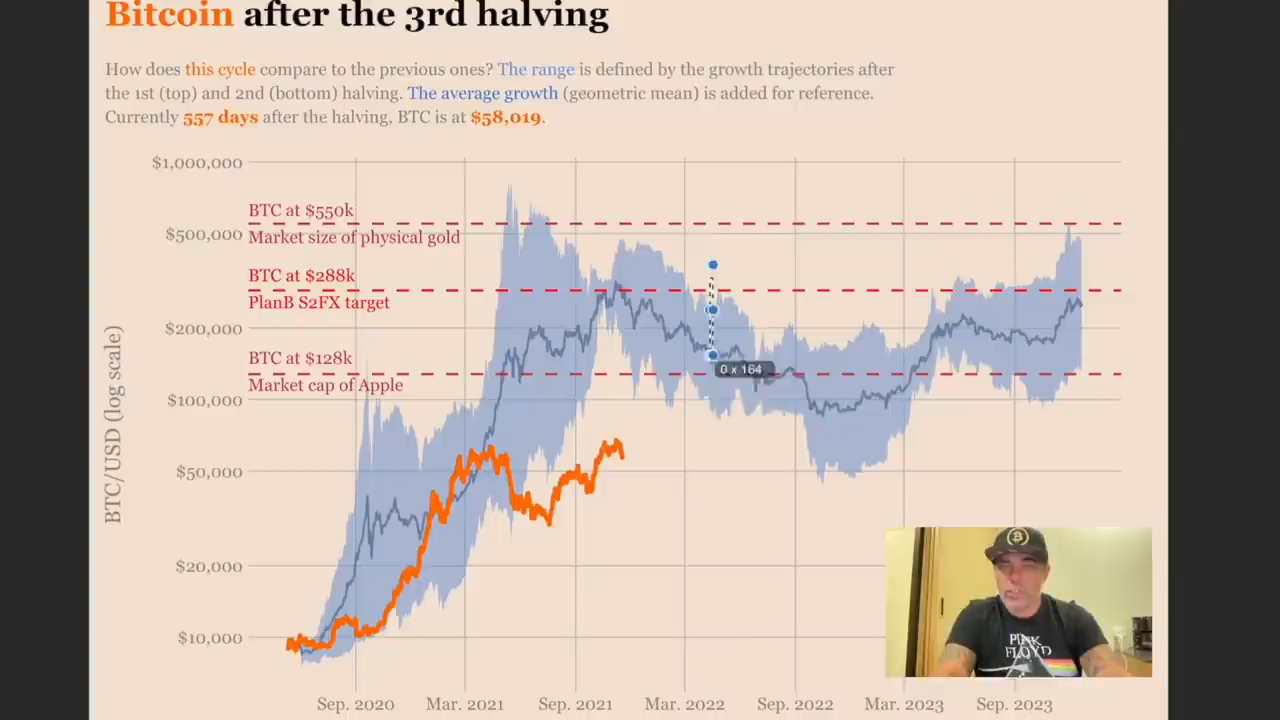 Bitcoin after the 3rd halving
How does this cycle compare to the previous ones? The range is defined by the growth trajectories after
the 1st (top) and 2nd (bottom) halving. The average growth (geometric mean) is added for reference.
Currently 557 days after the halving, BTC is at $58,019.
BTC/USD (log scale)
$1,000,000
$500,000
$200,000
$100,000
$50,000
$20,000
$10,000
BTC at $550k
Market size of physical gold
BTC at $288k
PlanB S2FX target
BTC at $128k
Market cap of Apple
0 x 164
PINK
FLOYD
Sep. 2020
Mar. 2021
Sep. 2021
Mar. 2022
Sep. 2022
Mar. 2023
Sep. 2023